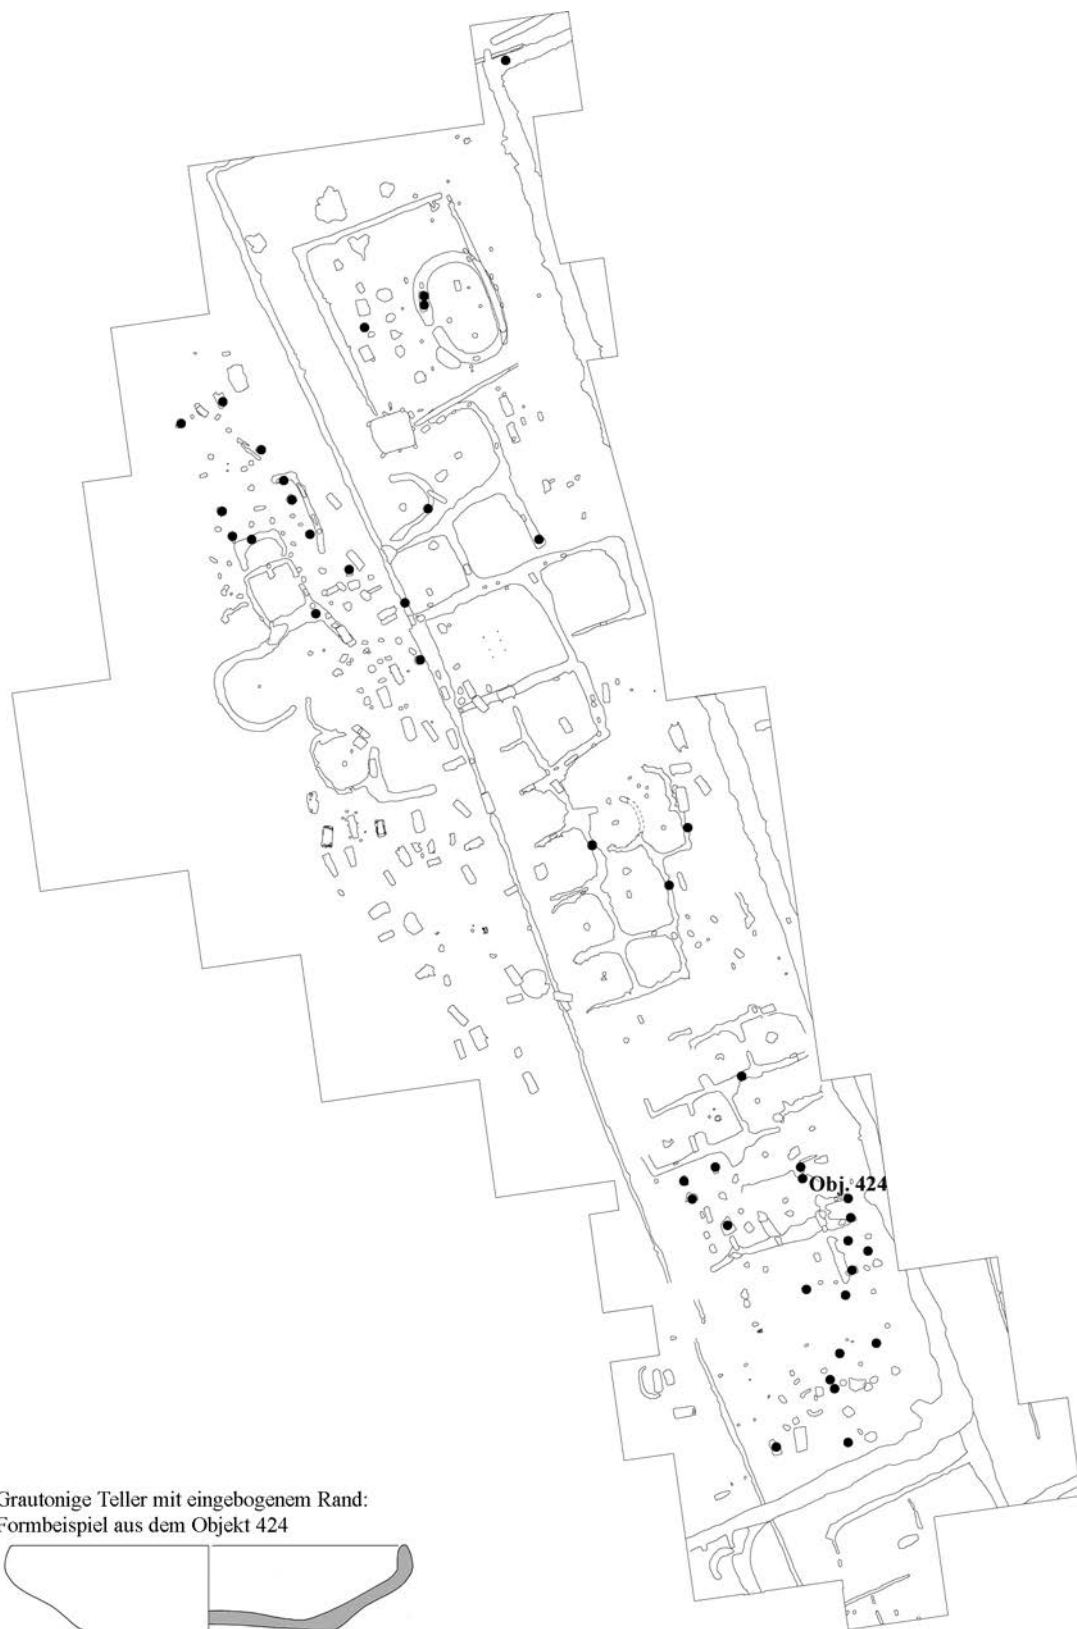 Obj. 424
Grautonige Teller mit eingebogenem Rand:
Formbeispiel aus dem Objekt 424